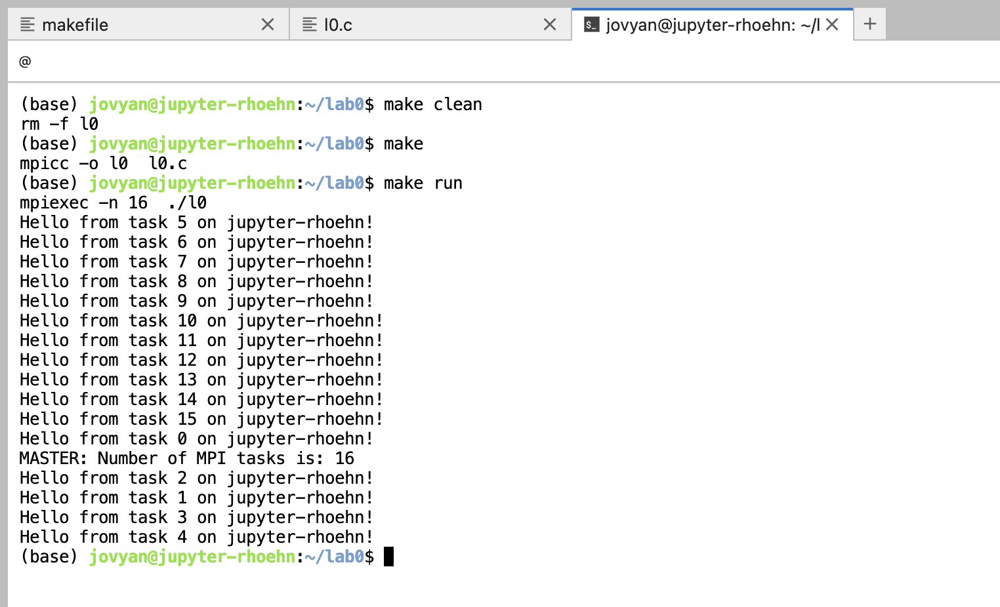 makefile
l0.c
$_ jovyan@jupyter-rhoehn: ~/l
@
(base) jovyan@jupyter-rhoehn:~/lab0$ make clean
rm -f l0
(base) jovyan@jupyter-rhoehn:~/lab0$ make
mpicc -o l0  l0.c
(base) jovyan@jupyter-rhoehn:~/lab0$ make run
mpiexec -n 16  ./l0
Hello from task 5 on jupyter-rhoehn!
Hello from task 6 on jupyter-rhoehn!
Hello from task 7 on jupyter-rhoehn!
Hello from task 8 on jupyter-rhoehn!
Hello from task 9 on jupyter-rhoehn!
Hello from task 10 on jupyter-rhoehn!
Hello from task 11 on jupyter-rhoehn!
Hello from task 12 on jupyter-rhoehn!
Hello from task 13 on jupyter-rhoehn!
Hello from task 14 on jupyter-rhoehn!
Hello from task 15 on jupyter-rhoehn!
Hello from task 0 on jupyter-rhoehn!
MASTER: Number of MPI tasks is: 16
Hello from task 2 on jupyter-rhoehn!
Hello from task 1 on jupyter-rhoehn!
Hello from task 3 on jupyter-rhoehn!
Hello from task 4 on jupyter-rhoehn!
(base) jovyan@jupyter-rhoehn:~/lab0$